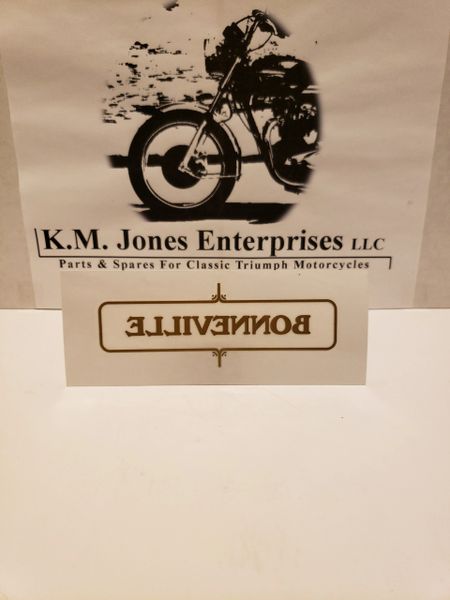 K.M. Jones Enterprises LLC
Parts & Spares For Classic Triumph Motorcycles
BONNEVILLE